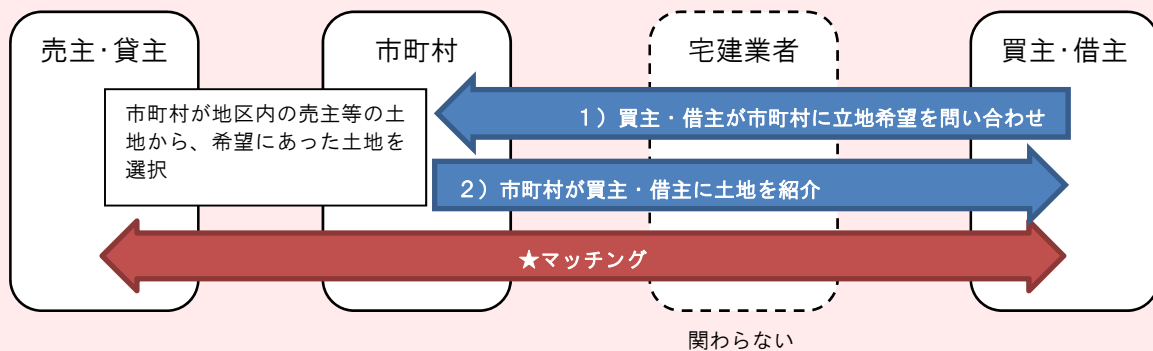 売主・貸主
市町村
宅建業者
買主・借主
市町村が地区内の売主等の土
地から、希望にあった土地を
選択
１）買主・借主が市町村に立地希望を問い合わせ
２）市町村が買主・借主に土地を紹介
★マッチング
関わらない